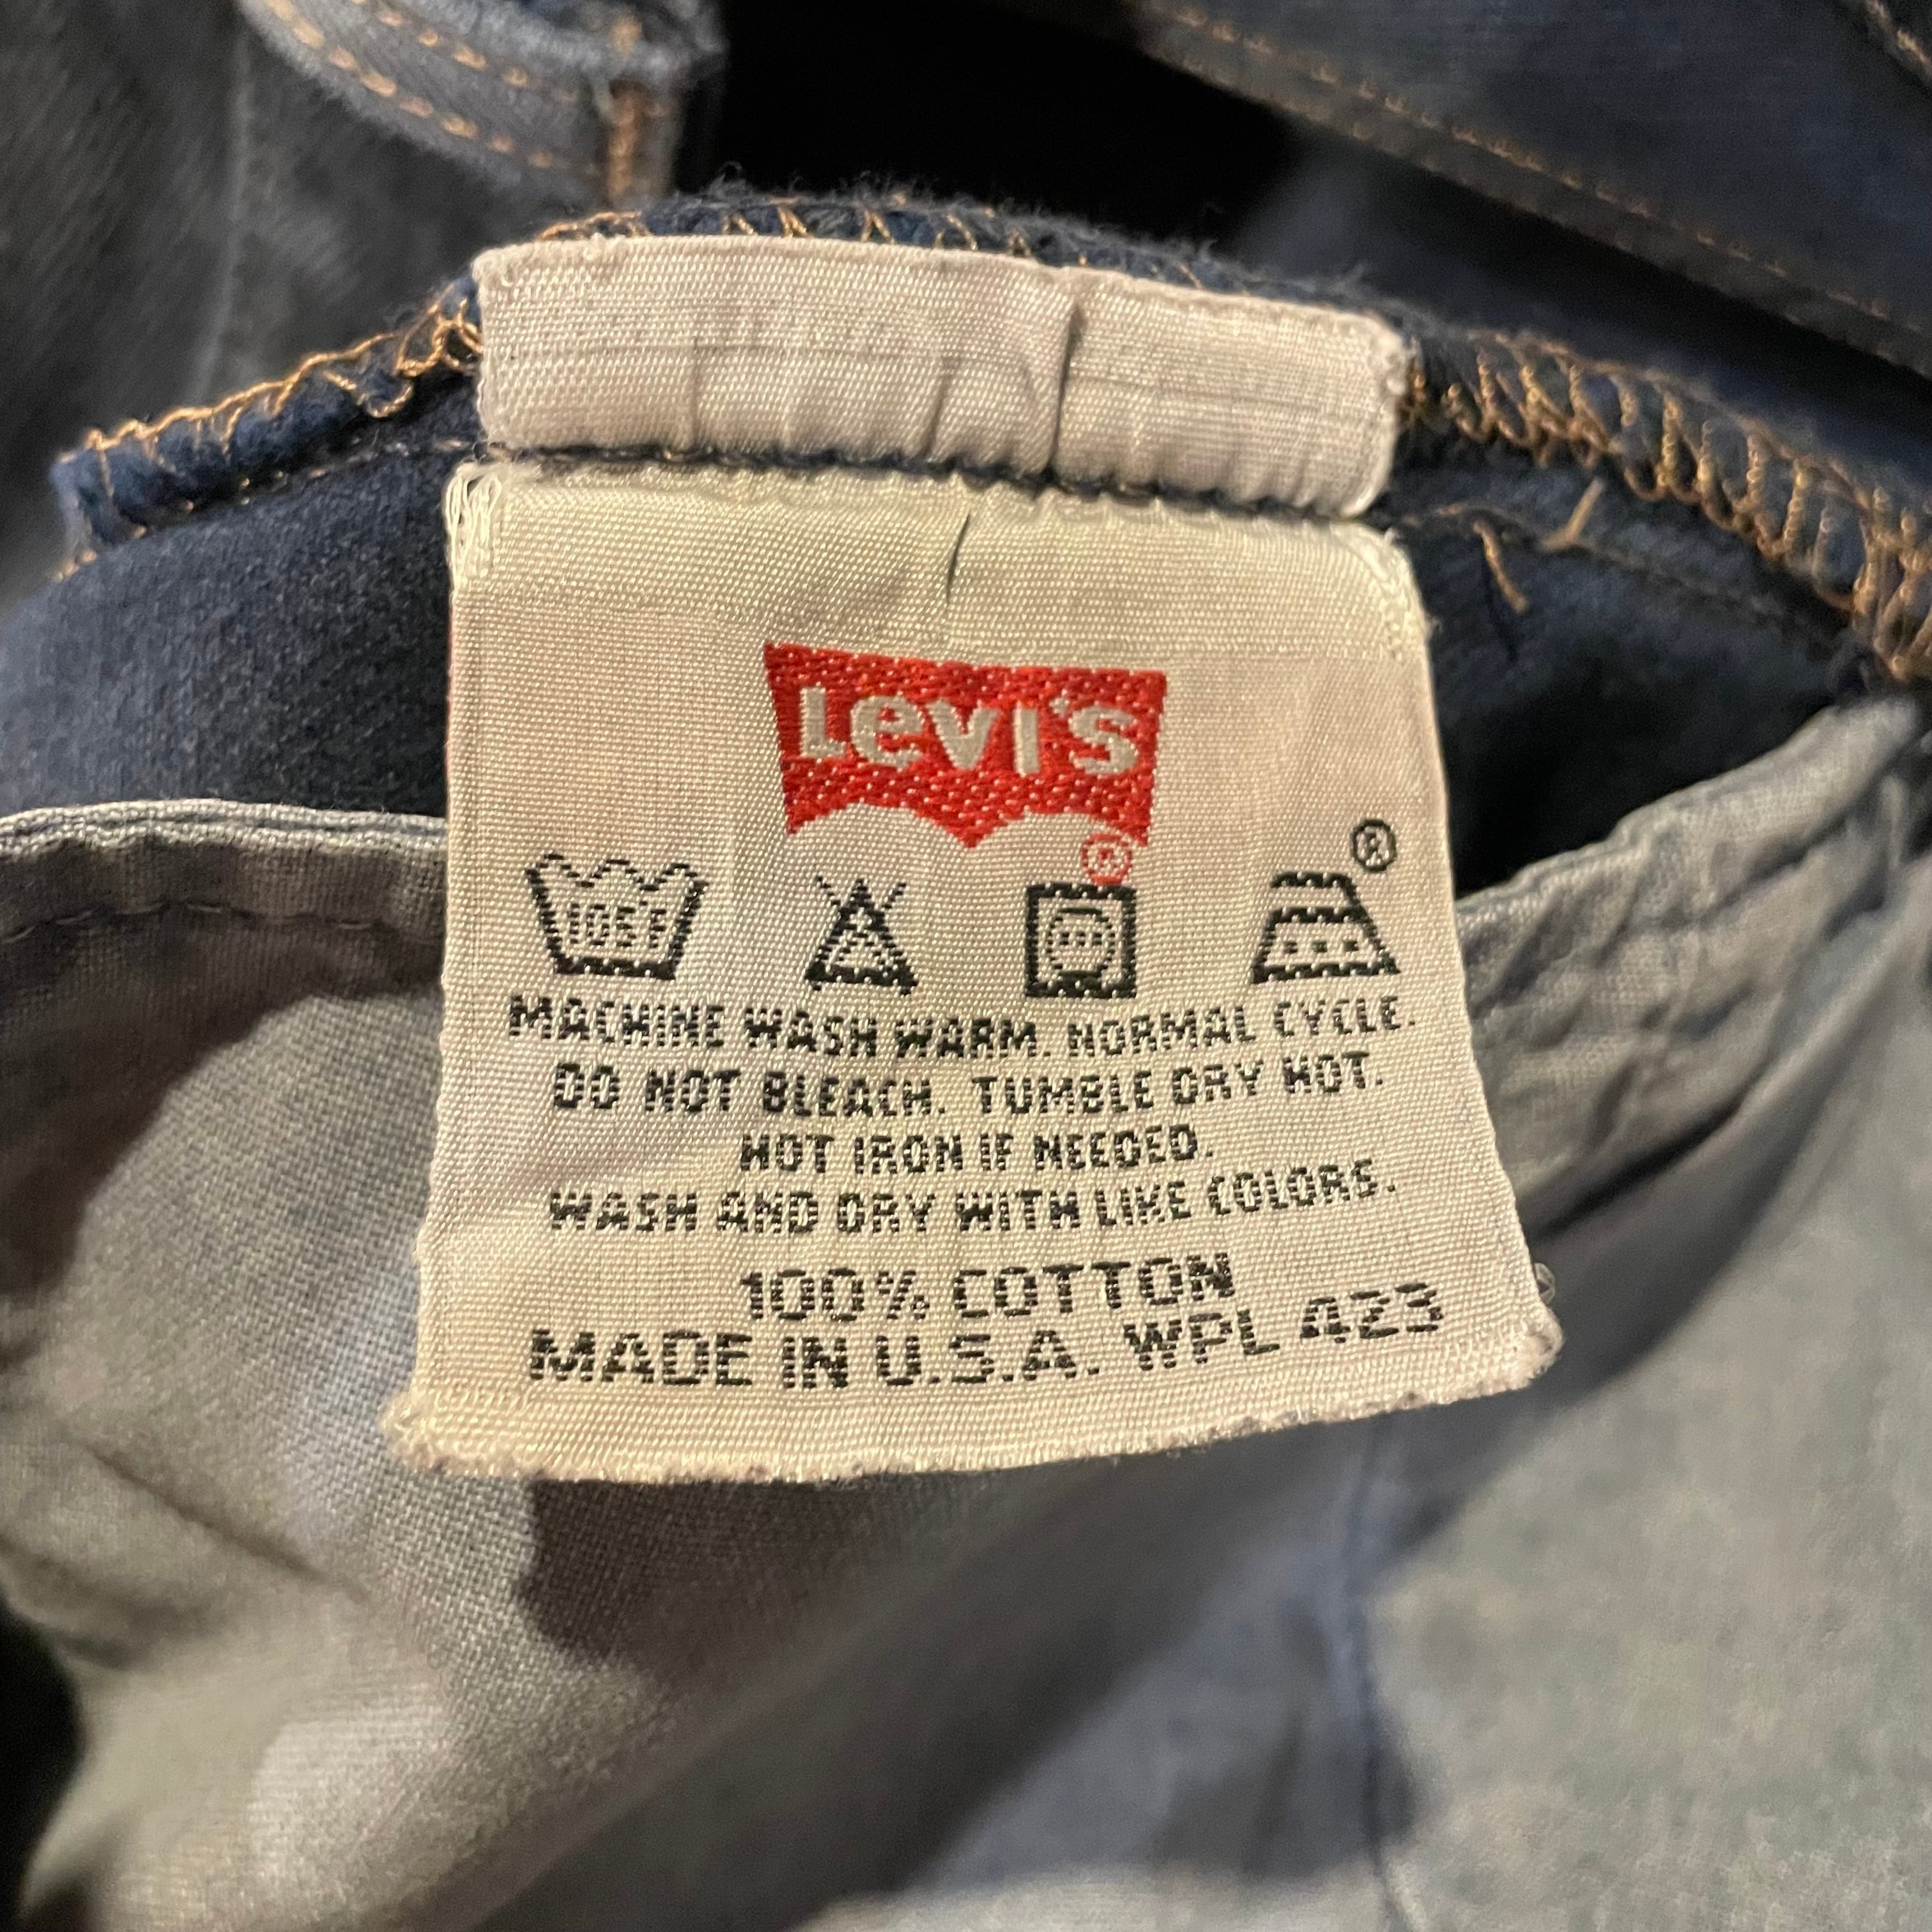 Levi's
®
®
105°F
MACHINE WASH WARM. NORMAL CYCLE.
DO NOT BLEACH. TUMBLE DRY HOT.
HOT IRON IF NEEDED.
WASH AND DRY WITH LIKE COLORS.
100% COTTON
MADE IN U.S.A. WPL 423